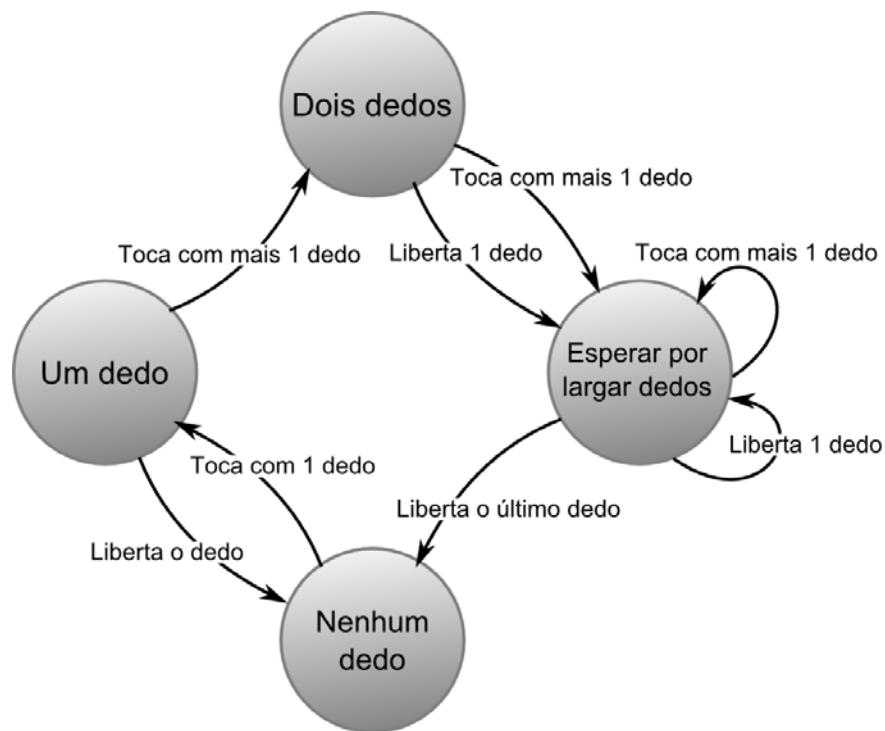 Dois dedos
Toca com mais 1 dedo
Toca com mais 1 dedo
Liberta 1 dedo
Toca com mais 1 dedo
Um dedo
Esperar por
largar dedos
Liberta 1 dedo
Toca com 1 dedo
Liberta o último dedo
Liberta o dedo
Nenhum
dedo